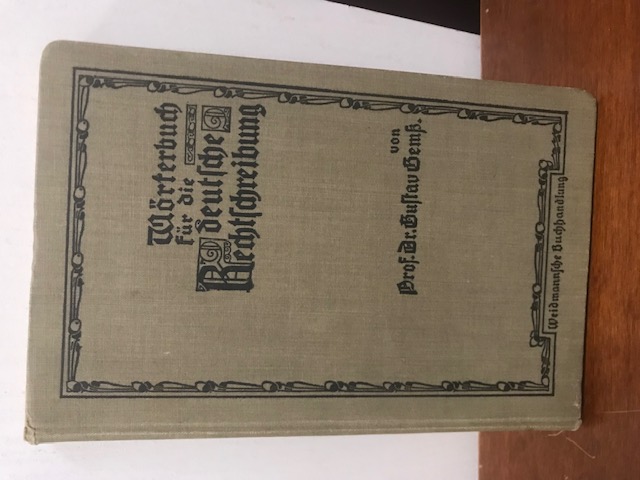 Wörterbuch
für die
deutsche
Rechtschreibung
von
Prof. Dr. Gustav Gemß.
Weidmannsche Buchhandlung